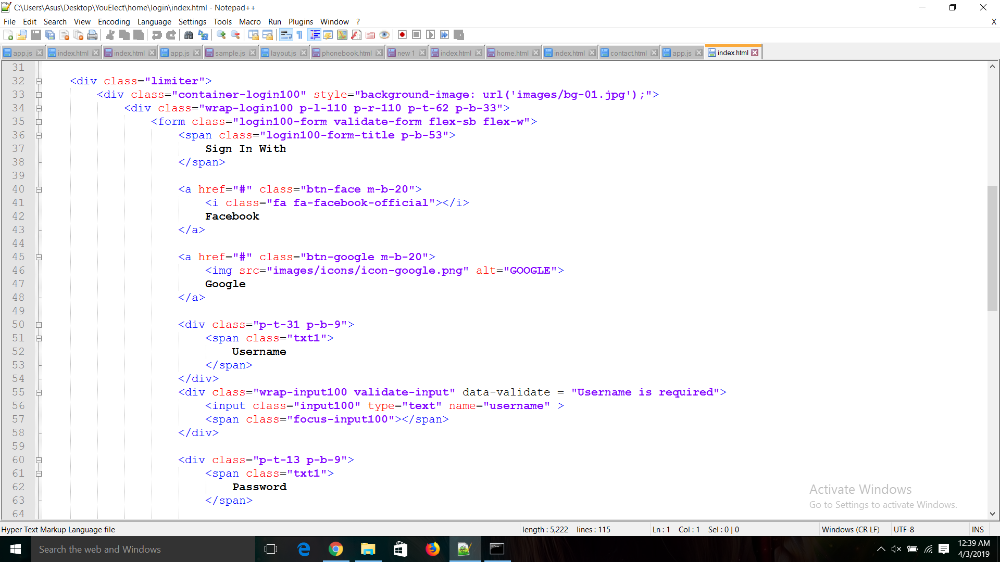 C:\Users\Asus\Desktop\YouElect\home\login\index.html - Notepad++
File Edit Search View Encoding Language Settings Tools Macro Run Plugins Window ? X
app.js index.html index.html app.js sample.js layout.js phonebook.html new 1 index.html home.html index.html contact.html app.js index.html
31
32 <div class="limiter">
33 <div class="container-login100" style="background-image: url('images/bg-01.jpg');">
34 <div class="wrap-login100 p-l-110 p-r-110 p-t-62 p-b-33">
35 <form class="login100-form validate-form flex-sb flex-w">
36 <span class="login100-form-title p-b-53">
37 Sign In With
38 </span>
39
40 <a href="#" class="btn-face m-b-20">
41 <i class="fa fa-facebook-official"></i>
42 Facebook
43 </a>
44
45 <a href="#" class="btn-google m-b-20">
46 <img src="images/icons/icon-google.png" alt="GOOGLE">
47 Google
48 </a>
49
50 <div class="p-t-31 p-b-9">
51 <span class="txt1">
52 Username
53 </span>
54 </div>
55 <div class="wrap-input100 validate-input" data-validate = "Username is required">
56 <input class="input100" type="text" name="username" >
57 <span class="focus-input100"></span>
58 </div>
59
60 <div class="p-t-13 p-b-9">
61 <span class="txt1">
62 Password
63 </span>
64
Activate Windows
Go to Settings to activate Windows.
Hyper Text Markup Language file length : 5,222 lines : 115 Ln : 1 Col : 1 Sel : 0 | 0 Windows (CR LF) UTF-8 INS
Search the web and Windows
12:39 AM
4/3/2019